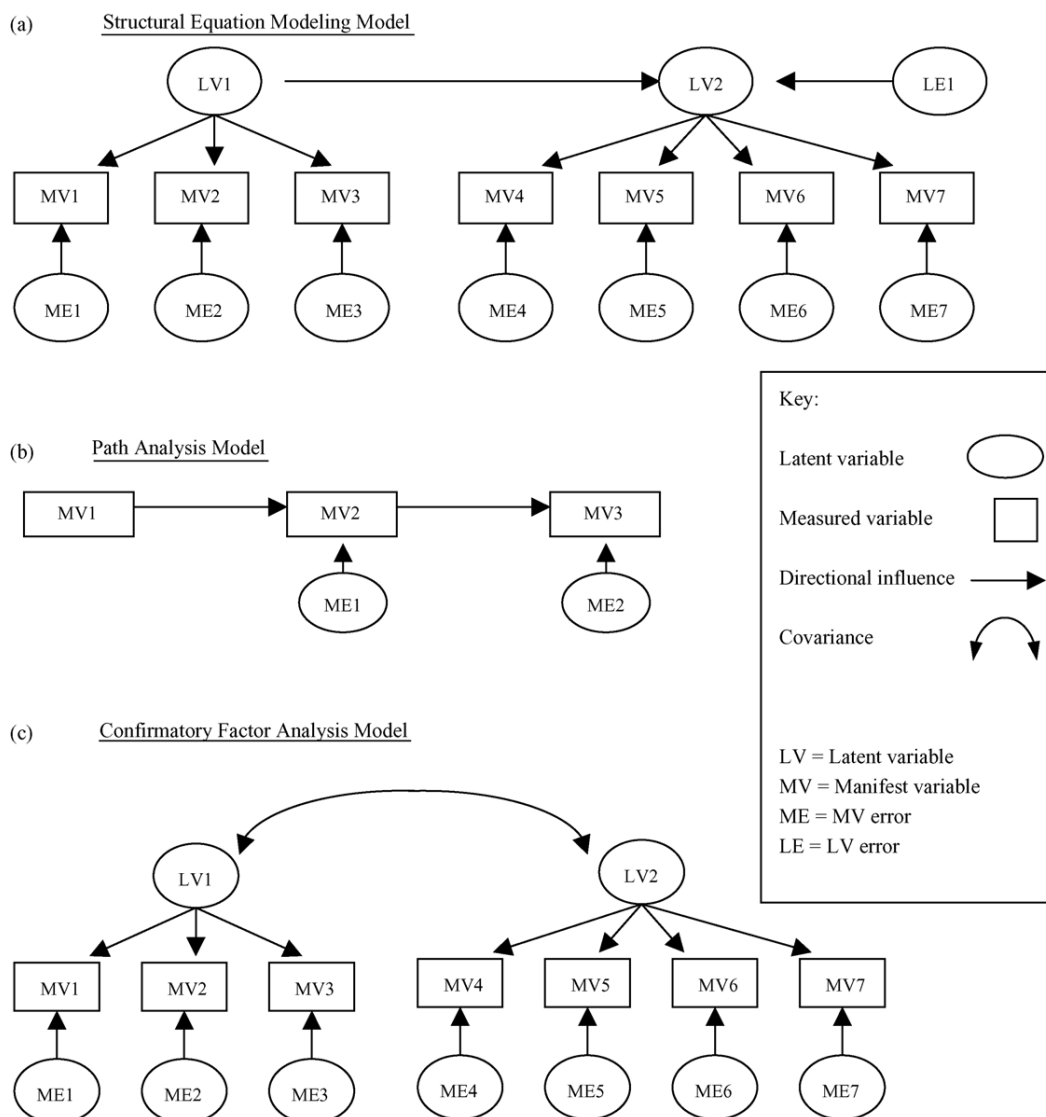 (a) Structural Equation Modeling Model
LV1 LV2 LE1
MV1 MV2 MV3 MV4 MV5 MV6 MV7
ME1 ME2 ME3 ME4 ME5 ME6 ME7
(b) Path Analysis Model
MV1 MV2 MV3
ME1 ME2
Key:
Latent variable
Measured variable
Directional influence
Covariance
LV = Latent variable
MV = Manifest variable
ME = MV error
LE = LV error
(c) Confirmatory Factor Analysis Model
LV1 LV2
MV1 MV2 MV3 MV4 MV5 MV6 MV7
ME1 ME2 ME3 ME4 ME5 ME6 ME7